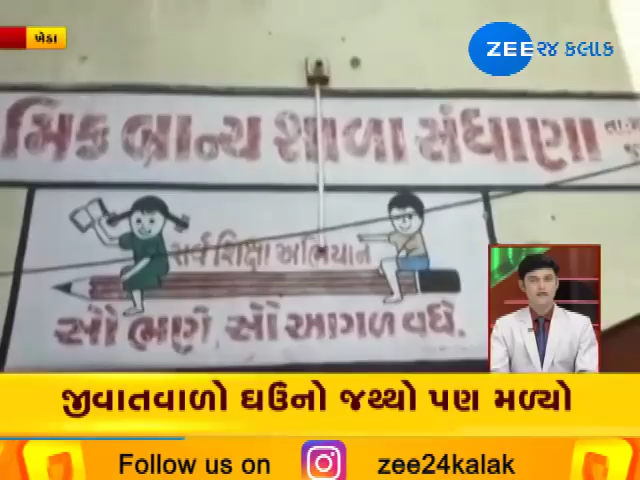 ખેડા
ZEE ૨૪ કલાક
મિક બ્રાન્ચ શાળા સંધાણા
સર્વ શિક્ષા અભિયાન
સૌ ભણે, સૌ આગળ વધે.
જીવાતવાળો ઘઉંનો જથ્થો પણ મળ્યો
Follow us on zee24kalak